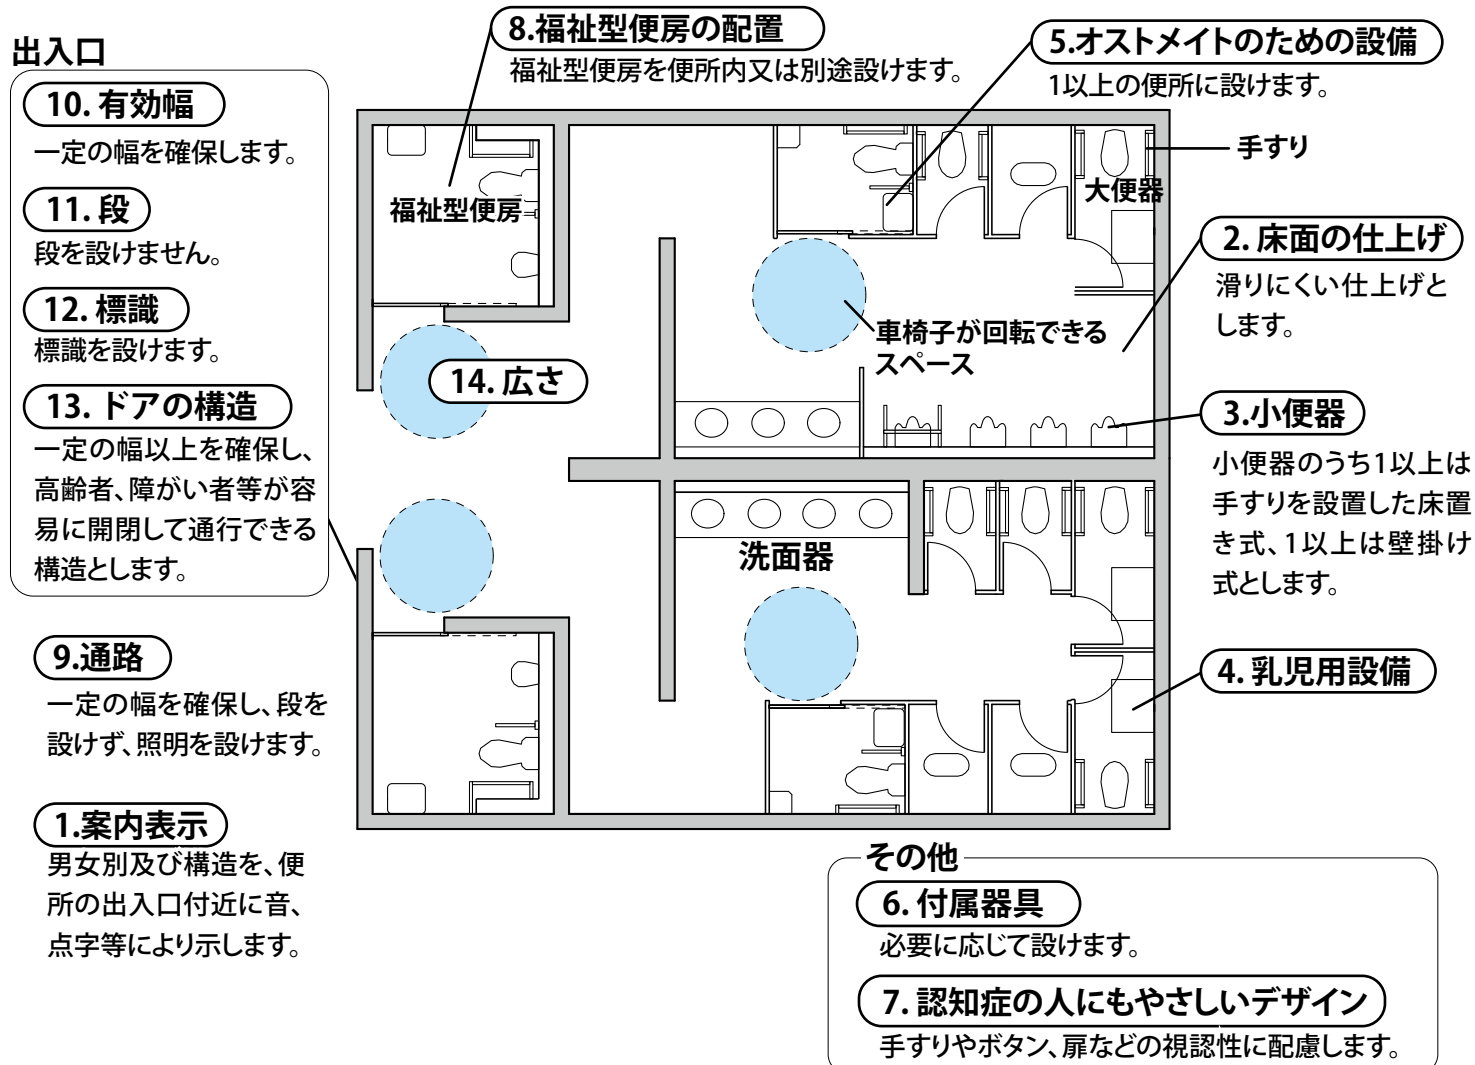 出入口
10. 有効幅
一定の幅を確保します。
11. 段
段を設けません。
12. 標識
標識を設けます。
13. ドアの構造
一定の幅以上を確保し、
高齢者、障がい者等が容
易に開閉して通行できる
構造とします。
9.通路
一定の幅を確保し、段を
設けず、照明を設けます。
1.案内表示
男女別及び構造を、便
所の出入口付近に音、
点字等により示します。
8.福祉型便房の配置
福祉型便房を便所内又は別途設けます。
5.オストメイトのための設備
1以上の便所に設けます。
手すり
大便器
福祉型便房
2. 床面の仕上げ
滑りにくい仕上げと
します。
車椅子が回転できる
スペース
14. 広さ
3.小便器
小便器のうち1以上は
手すりを設置した床置
き式、1以上は壁掛け
式とします。
洗面器
4. 乳児用設備
その他
6. 付属器具
必要に応じて設けます。
7. 認知症の人にもやさしいデザイン
手すりやボタン、扉などの視認性に配慮します。